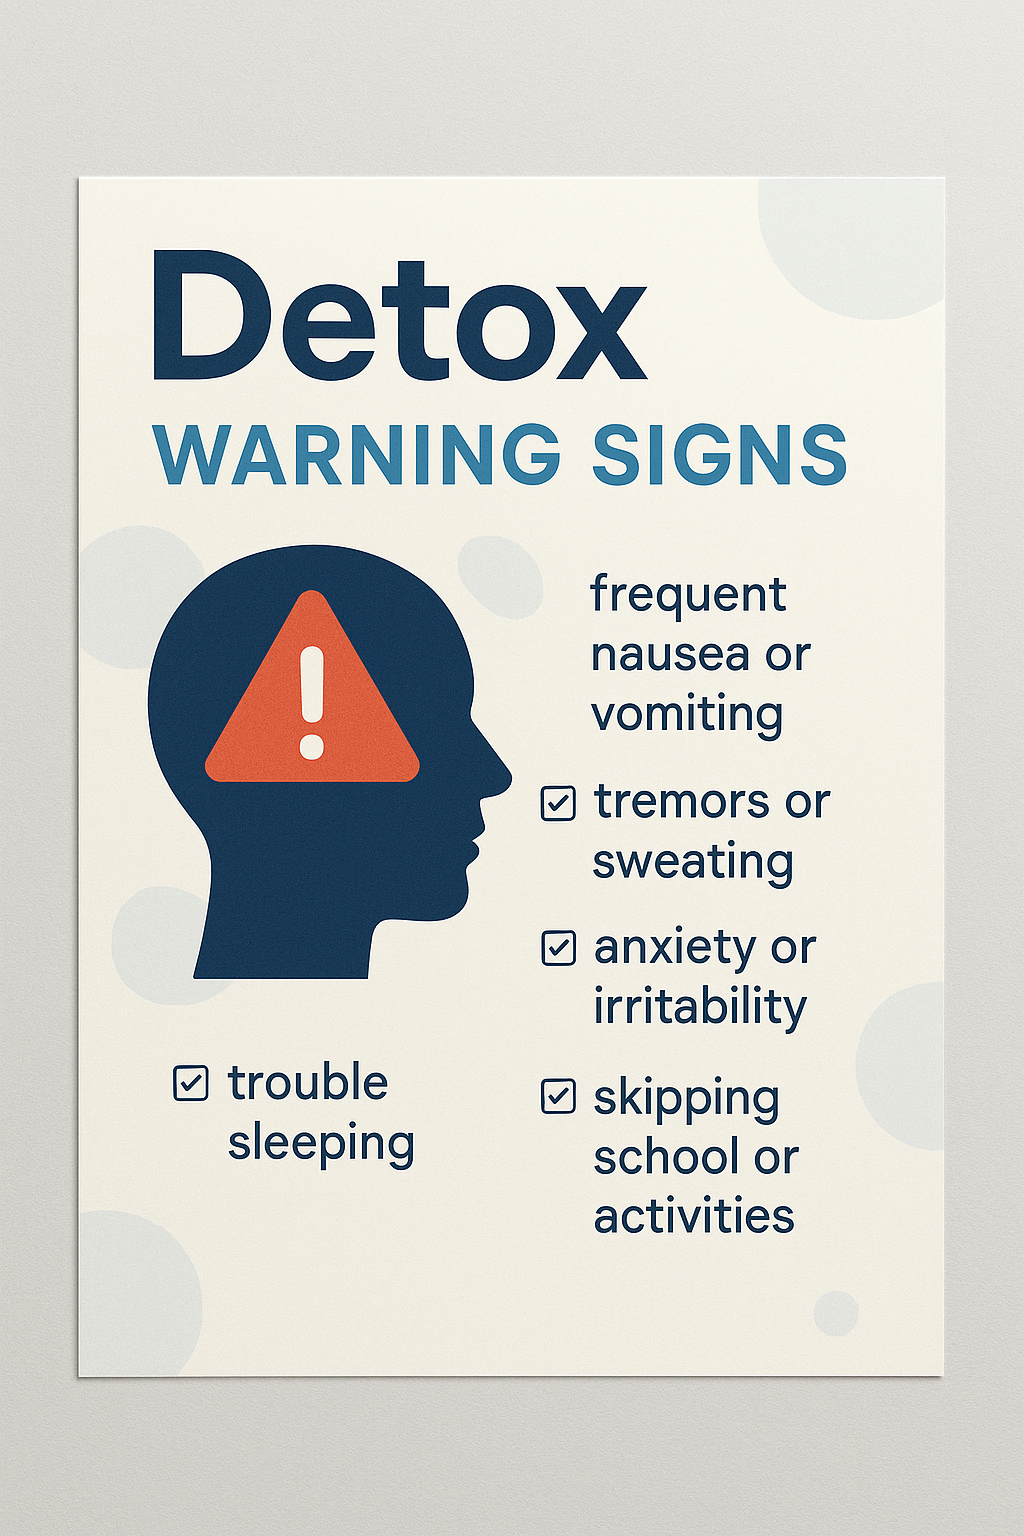 Detox
WARNING SIGNS
frequent
nausea or
vomiting
tremors or
sweating
anxiety or
irritability
skipping
school or
activities
trouble
sleeping